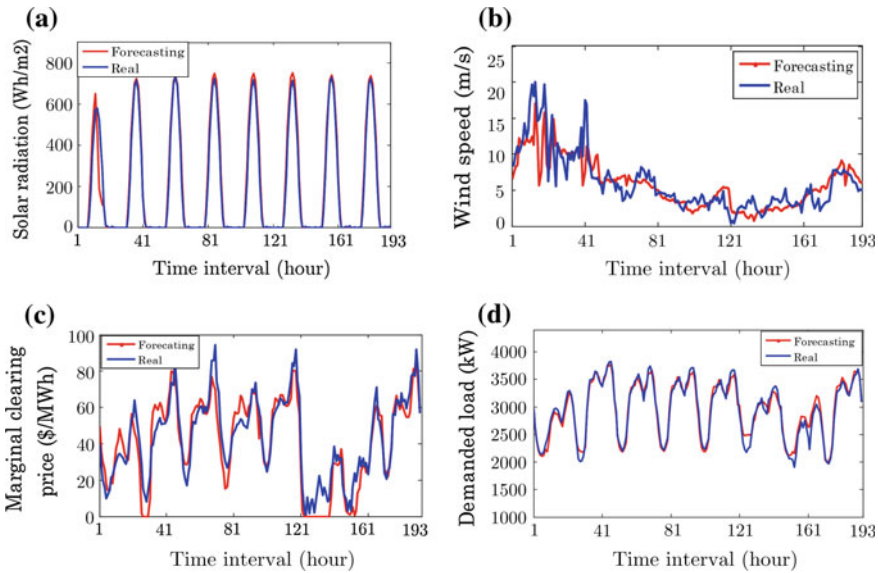 (a)
Forecasting
Real
Solar radiation (Wh/m2)
800
600
400
200
0
1 41 81 121 161 193
Time interval (hour)
(b)
Forecasting
Real
Wind speed (m/s)
25
20
15
10
5
0
1 41 81 121 161 193
Time interval (hour)
(c)
Forecasting
Real
Marginal clearing
price ($/MWh)
100
80
60
40
20
0
1 41 81 121 161 193
Time interval (hour)
(d)
Forecasting
Real
Demanded load (kW)
4000
3500
3000
2500
2000
1000
1 41 81 121 161 193
Time interval (hour)